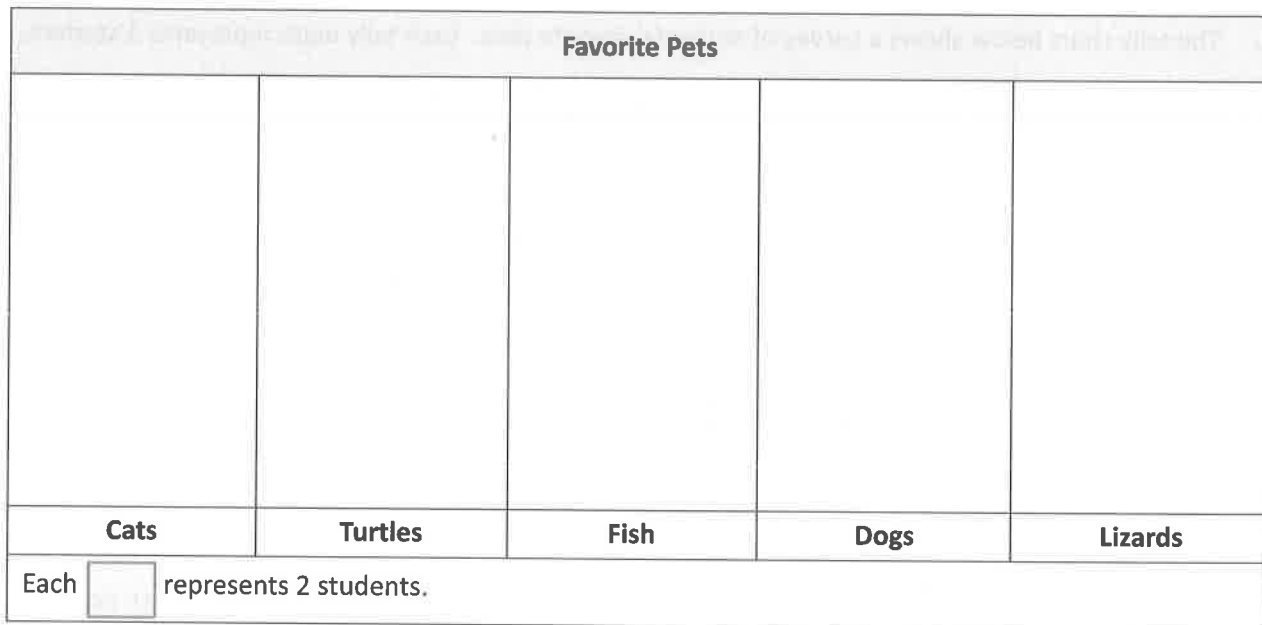 Favorite Pets
Cats Turtles Fish Dogs Lizards
Each represents 2 students.